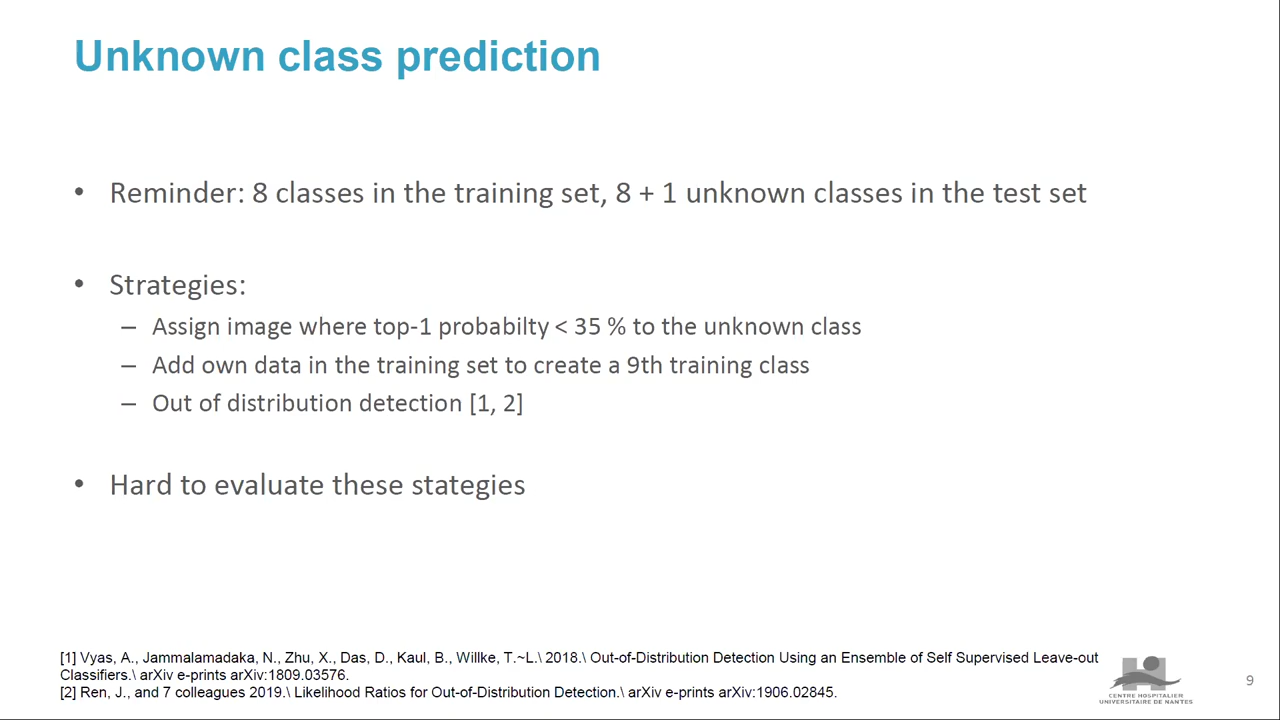 Unknown class prediction
• Reminder: 8 classes in the training set, 8 + 1 unknown classes in the test set
• Strategies:
– Assign image where top-1 probabilty < 35 % to the unknown class
– Add own data in the training set to create a 9th training class
– Out of distribution detection [1, 2]
• Hard to evaluate these stategies
[1] Vyas, A., Jammalamadaka, N., Zhu, X., Das, D., Kaul, B., Willke, T.~L.\ 2018.\ Out-of-Distribution Detection Using an Ensemble of Self Supervised Leave-out
Classifiers.\ arXiv e-prints arXiv:1809.03576.
[2] Ren, J., and 7 colleagues 2019.\ Likelihood Ratios for Out-of-Distribution Detection.\ arXiv e-prints arXiv:1906.02845.
CENTRE HOSPITALIER
UNIVERSITAIRE DE NANTES
9